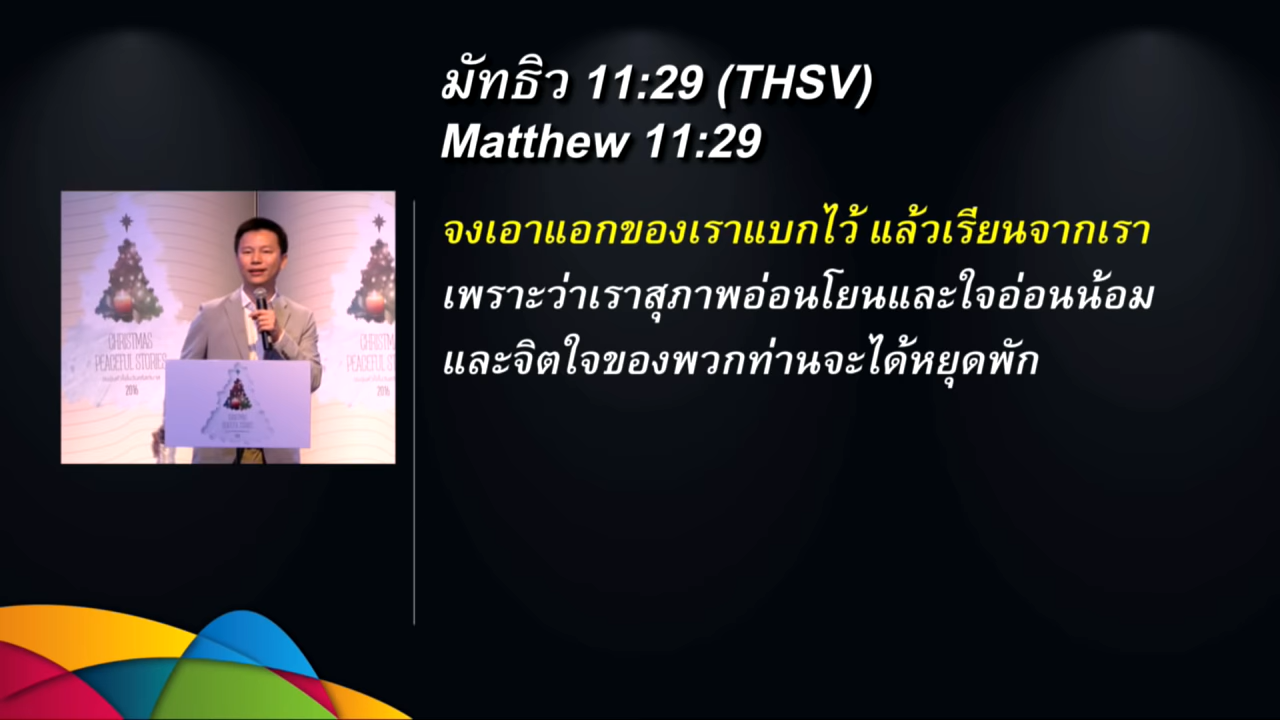 มัทธิว 11:29 (THSV)
Matthew 11:29
จงเอาแอกของเราแบกไว้ แล้วเรียนจากเรา
เพราะว่าเราสุภาพอ่อนโยนและใจอ่อนน้อม
และจิตใจของพวกท่านจะได้หยุดพัก
CHRISTMAS
PEACEFUL STORIES
2016